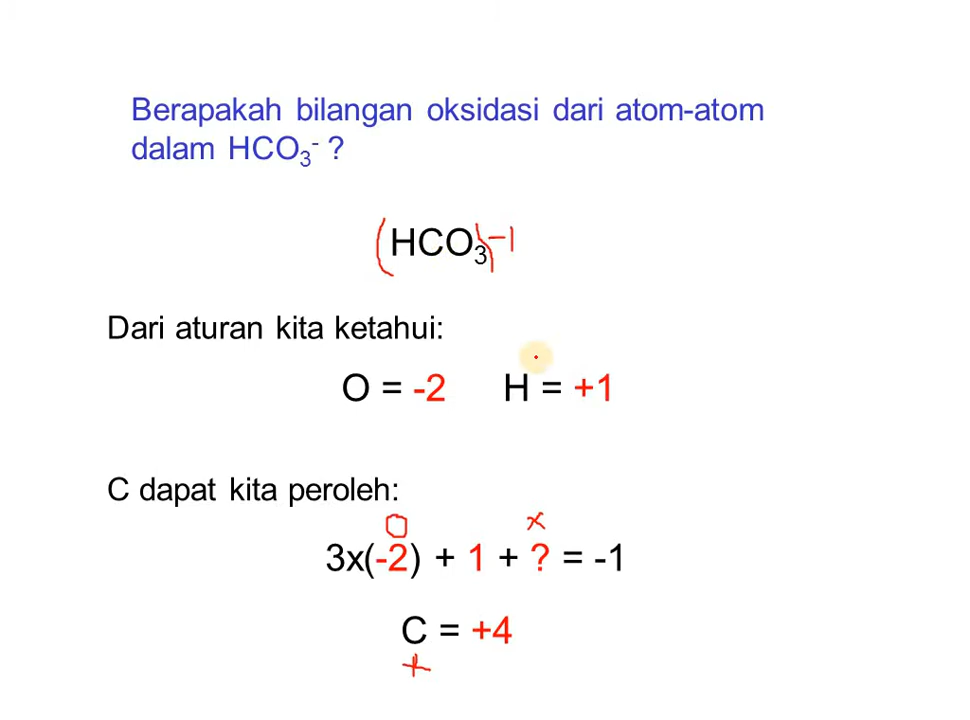 Berapakah bilangan oksidasi dari atom-atom
dalam HCO₃⁻ ?
(HCO₃)⁻¹
Dari aturan kita ketahui:
O = -2 H = +1
C dapat kita peroleh:
O x
3x(-2) + 1 + ? = -1
C = +4
+